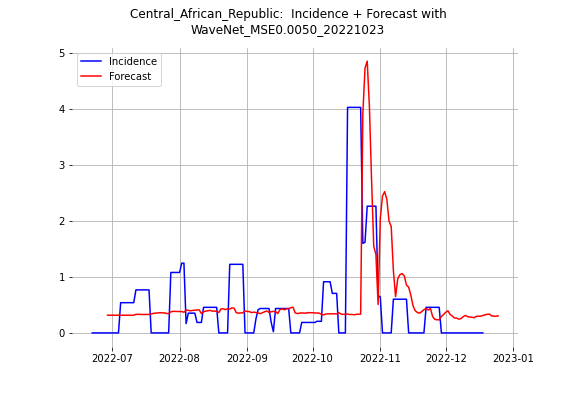 Central_African_Republic:  Incidence + Forecast with
WaveNet_MSE0.0050_20221023
Incidence
Forecast
5
4
3
2
1
0
2022-07 2022-08 2022-09 2022-10 2022-11 2022-12 2023-01